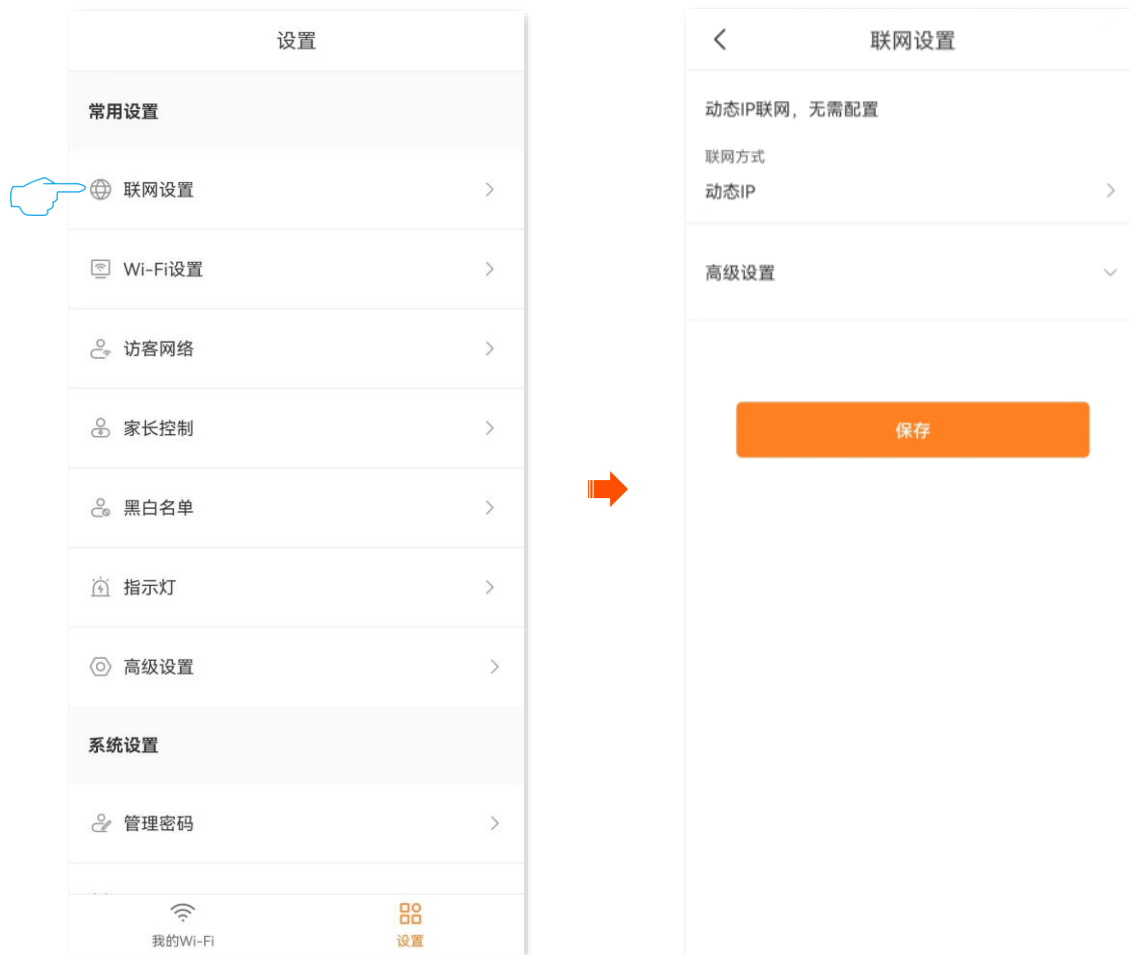 设置
常用设置
联网设置
Wi-Fi设置
访客网络
家长控制
黑白名单
指示灯
高级设置
系统设置
管理密码
我的Wi-Fi
设置
联网设置
动态IP联网，无需配置
联网方式
动态IP
高级设置
保存